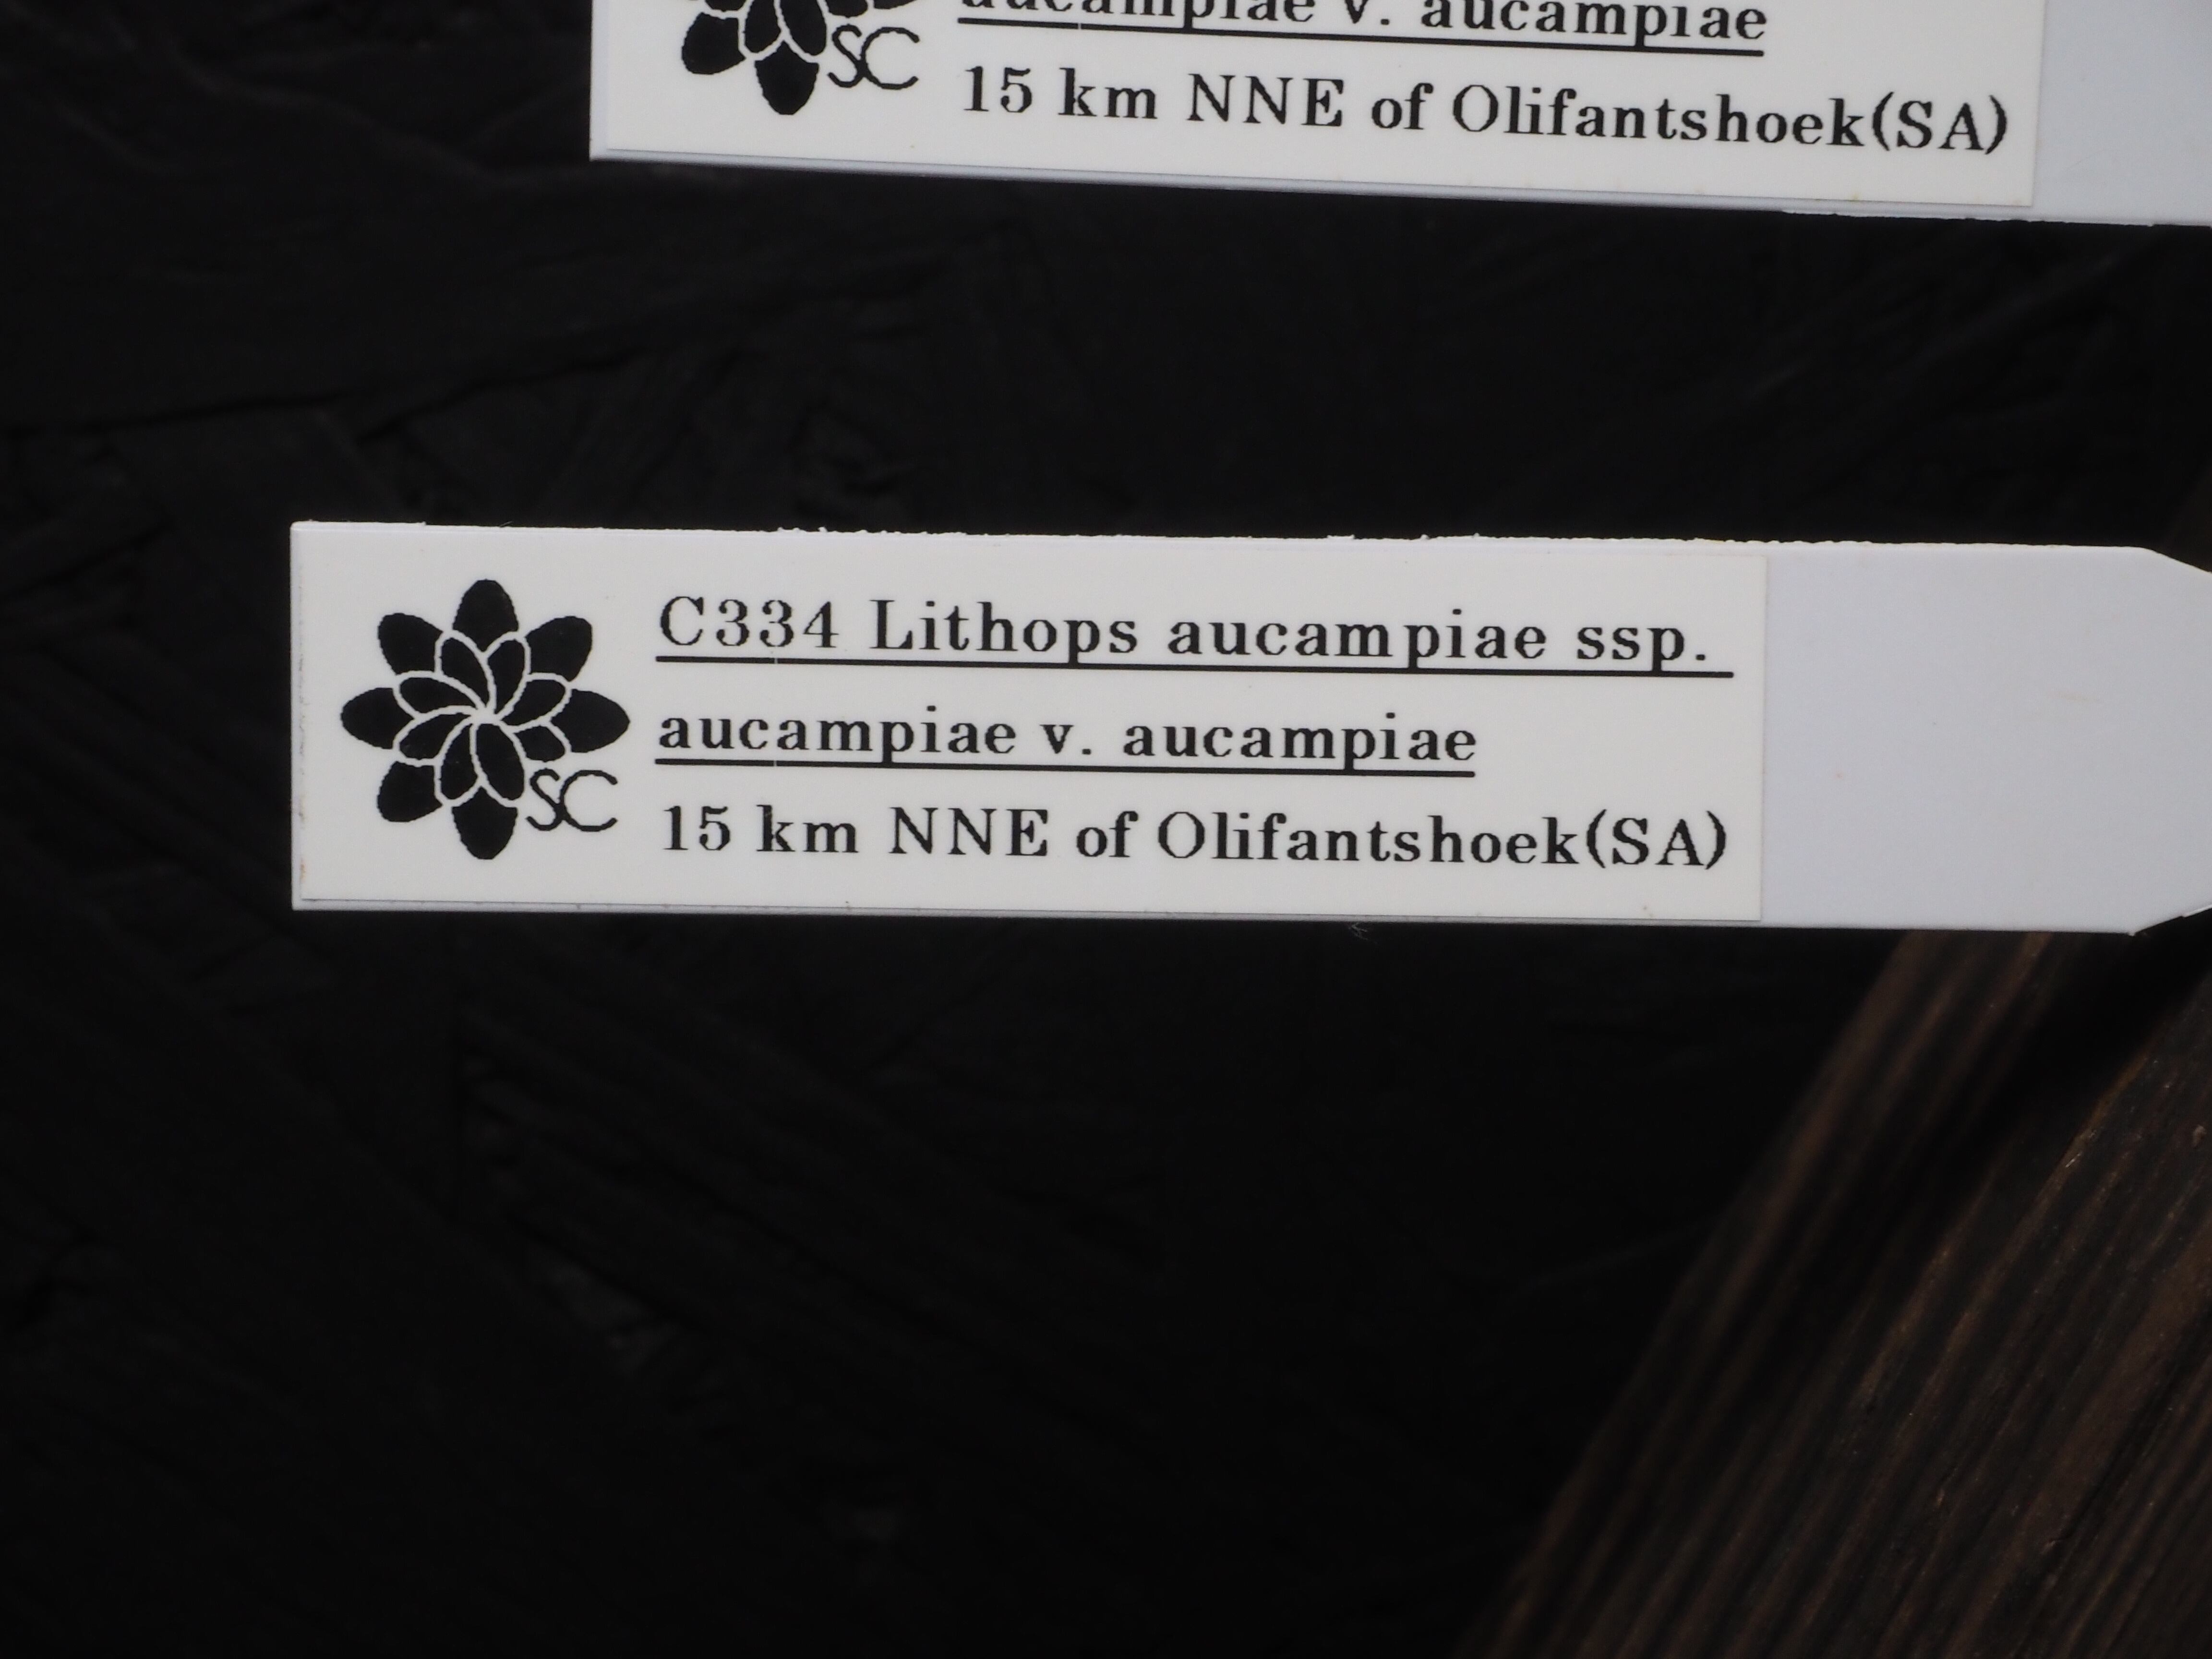 aucampiae v. aucampiae
SC
15 km NNE of Olifantshoek(SA)
C334 Lithops aucampiae ssp.
aucampiae v. aucampiae
SC
15 km NNE of Olifantshoek(SA)